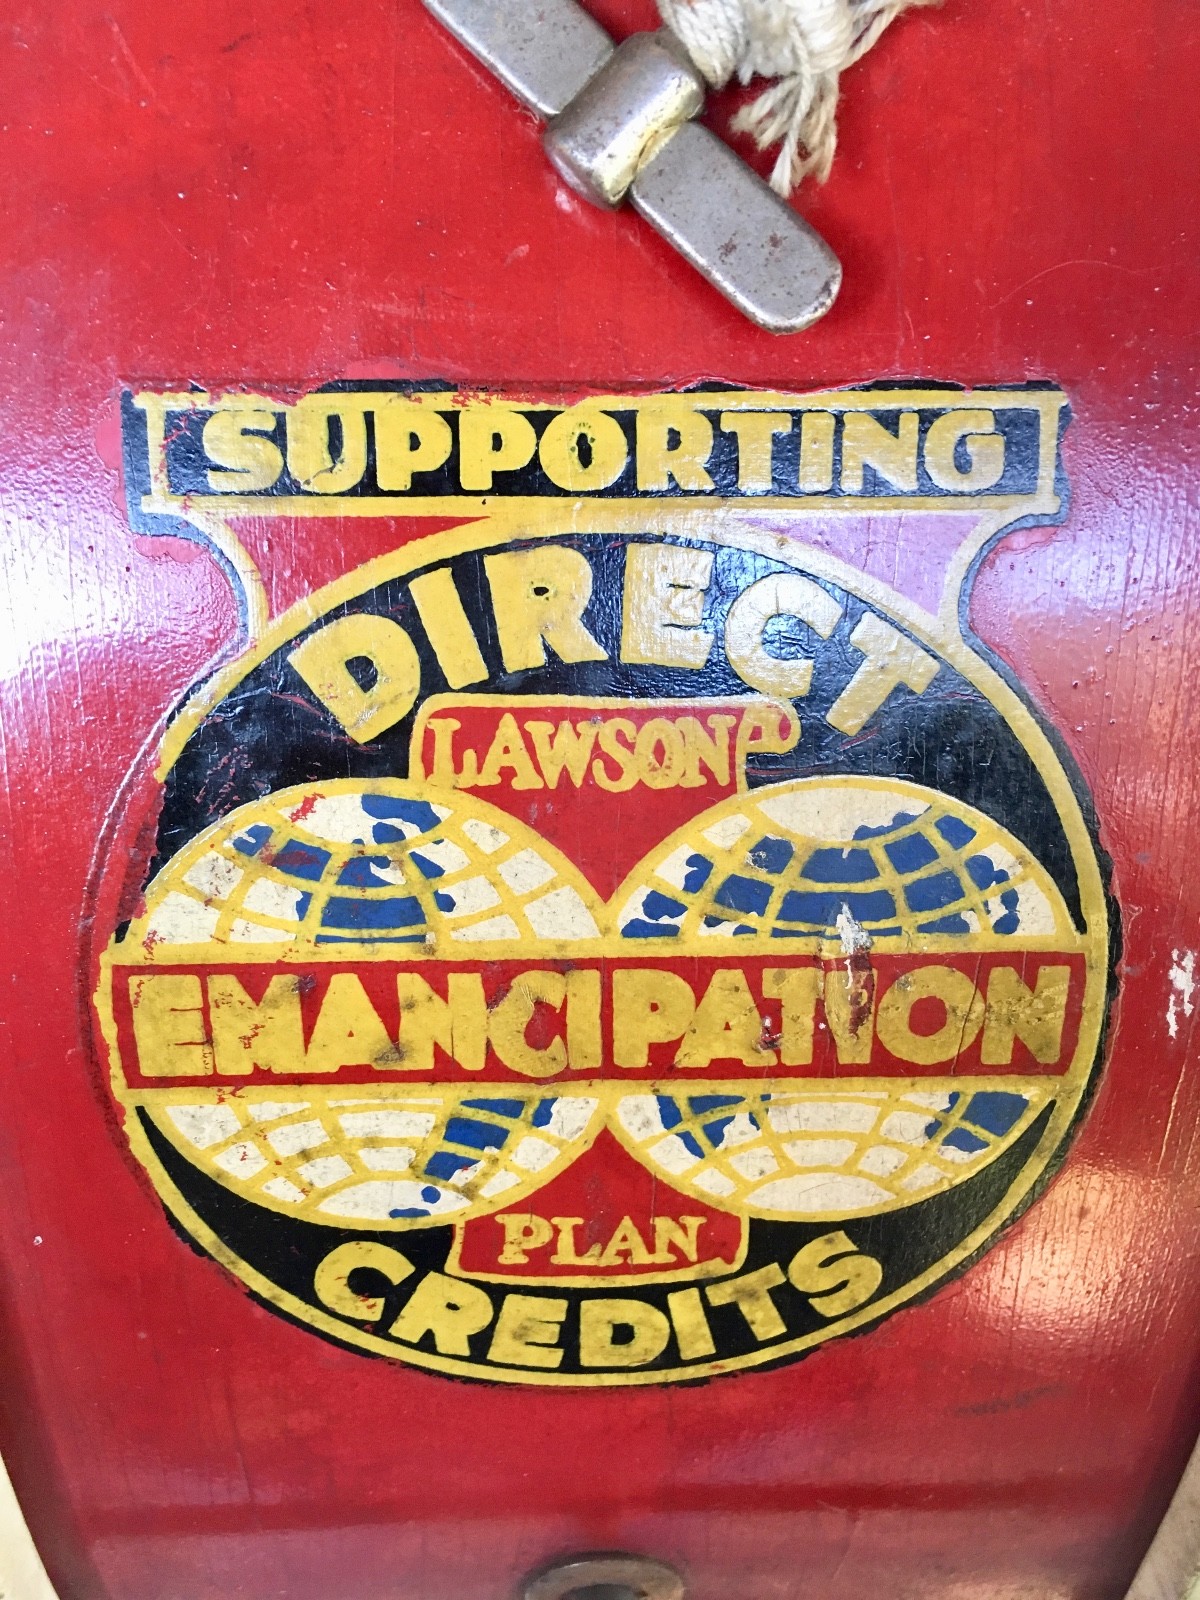 SUPPORTING
DIRECT
LAWSON
EMANCIPATION
PLAN
CREDITS